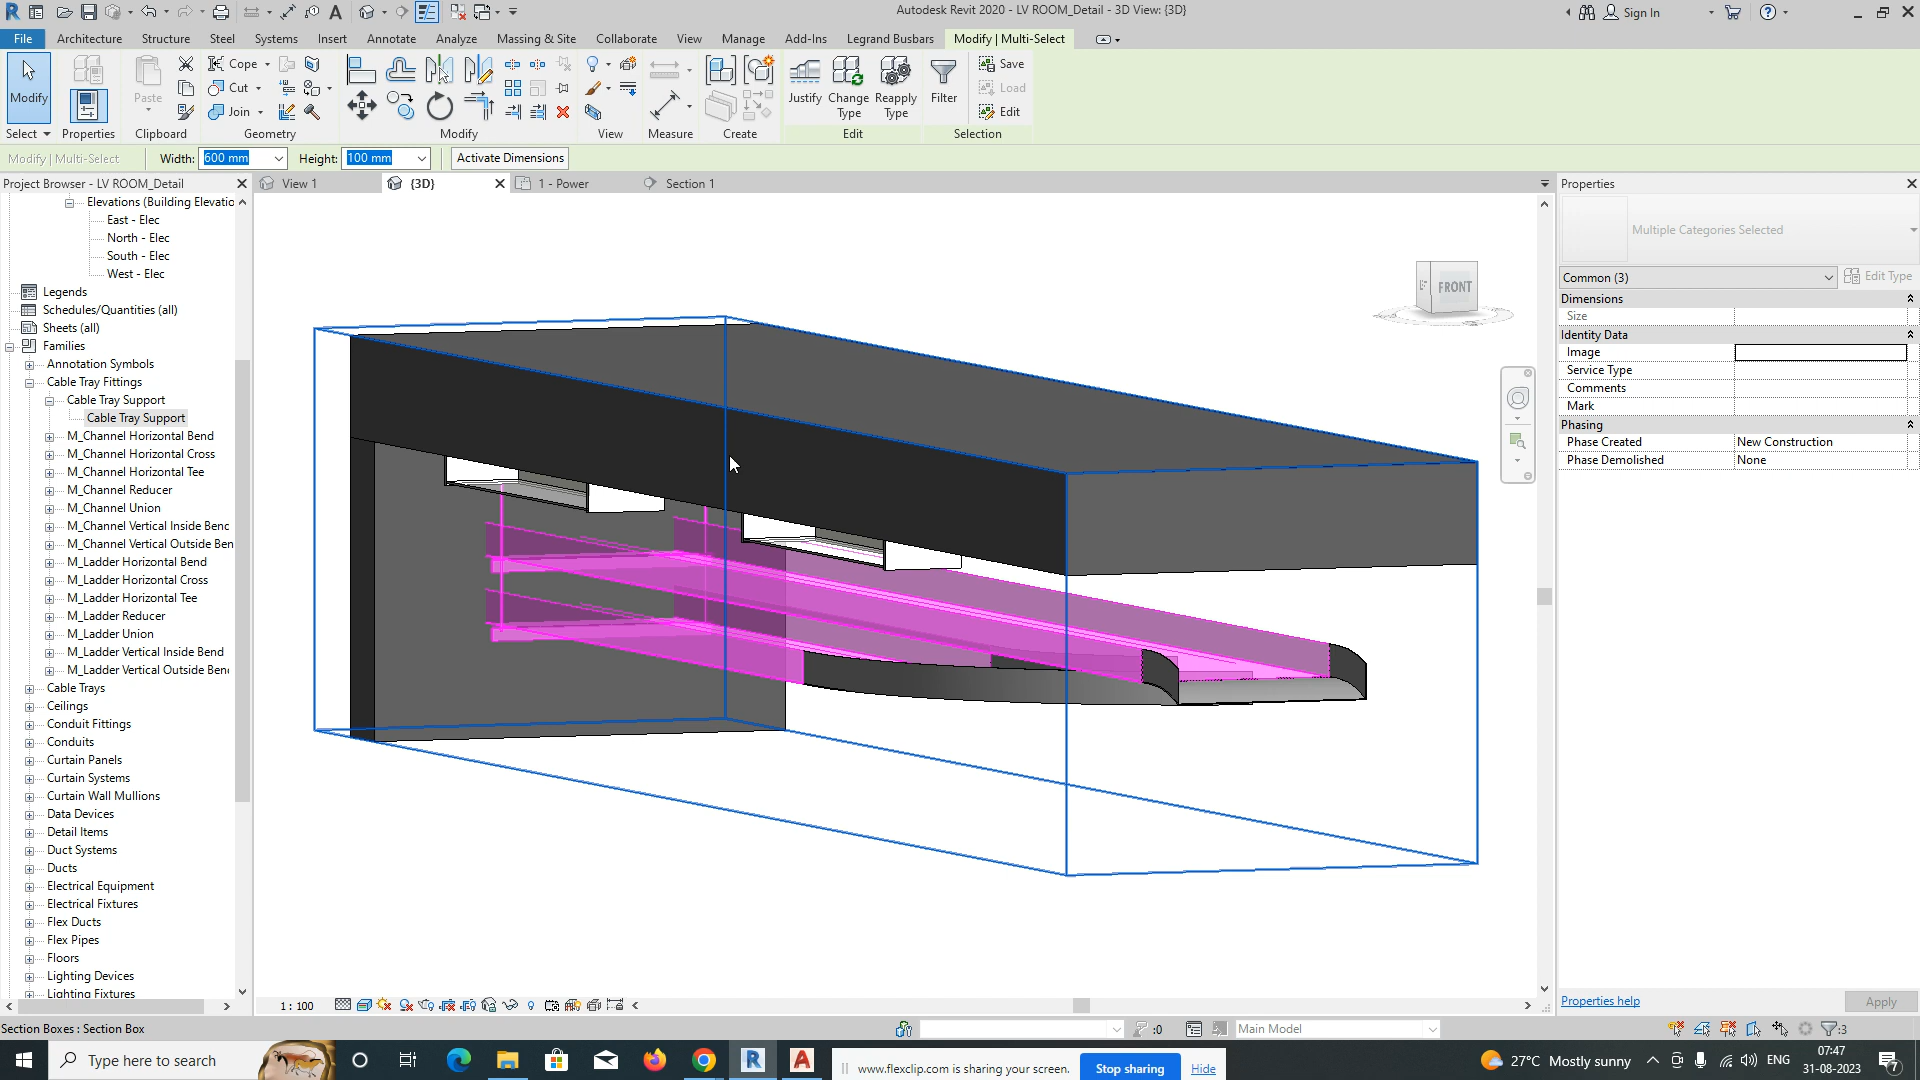 Autodesk Revit 2020 - LV ROOM_Detail - 3D View: {3D}
Sign In
File
Architecture
Structure
Steel
Systems
Insert
Annotate
Analyze
Massing & Site
Collaborate
View
Manage
Add-Ins
Legrand Busbars
Modify | Multi-Select
Modify
Paste
Cope
Cut
Join
Justify
Change Type
Reapply Type
Filter
Save
Load
Edit
Select
Properties
Clipboard
Geometry
Modify
View
Measure
Create
Edit
Selection
Modify | Multi-Select
Width:
600 mm
Height:
100 mm
Activate Dimensions
Project Browser - LV ROOM_Detail
View 1
{3D}
1 - Power
Section 1
Properties
Elevations (Building Elevatio
East - Elec
North - Elec
South - Elec
West - Elec
Legends
Schedules/Quantities (all)
Sheets (all)
Families
Annotation Symbols
Cable Tray Fittings
Cable Tray Support
Cable Tray Support
M_Channel Horizontal Bend
M_Channel Horizontal Cross
M_Channel Horizontal Tee
M_Channel Reducer
M_Channel Union
M_Channel Vertical Inside Benc
M_Channel Vertical Outside Ben
M_Ladder Horizontal Bend
M_Ladder Horizontal Cross
M_Ladder Horizontal Tee
M_Ladder Reducer
M_Ladder Union
M_Ladder Vertical Inside Bend
M_Ladder Vertical Outside Ben
Cable Trays
Ceilings
Conduit Fittings
Conduits
Curtain Panels
Curtain Systems
Curtain Wall Mullions
Data Devices
Detail Items
Duct Systems
Ducts
Electrical Equipment
Electrical Fixtures
Flex Ducts
Flex Pipes
Floors
Lighting Devices
Lighting Fixtures
FRONT
Multiple Categories Selected
Common (3)
Edit Type
Dimensions
Size
Identity Data
Image
Service Type
Comments
Mark
Phasing
Phase Created
New Construction
Phase Demolished
None
Properties help
Apply
1 : 100
Section Boxes : Section Box
:0
Main Model
:3
Type here to search
www.flexclip.com is sharing your screen.
Stop sharing
Hide
27°C Mostly sunny
ENG
07:47
31-08-2023
7